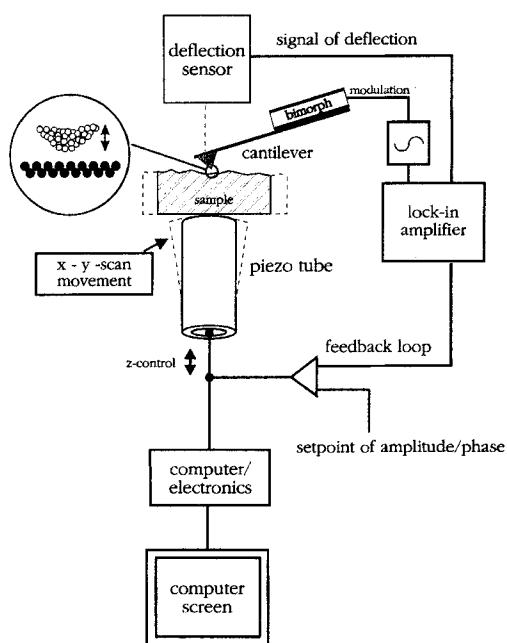 deflection
sensor
signal of deflection
modulation
bimorph
cantilever
sample
lock-in
amplifier
x - y -scan
movement
piezo tube
feedback loop
z-control
setpoint of amplitude/phase
computer/
electronics
computer
screen